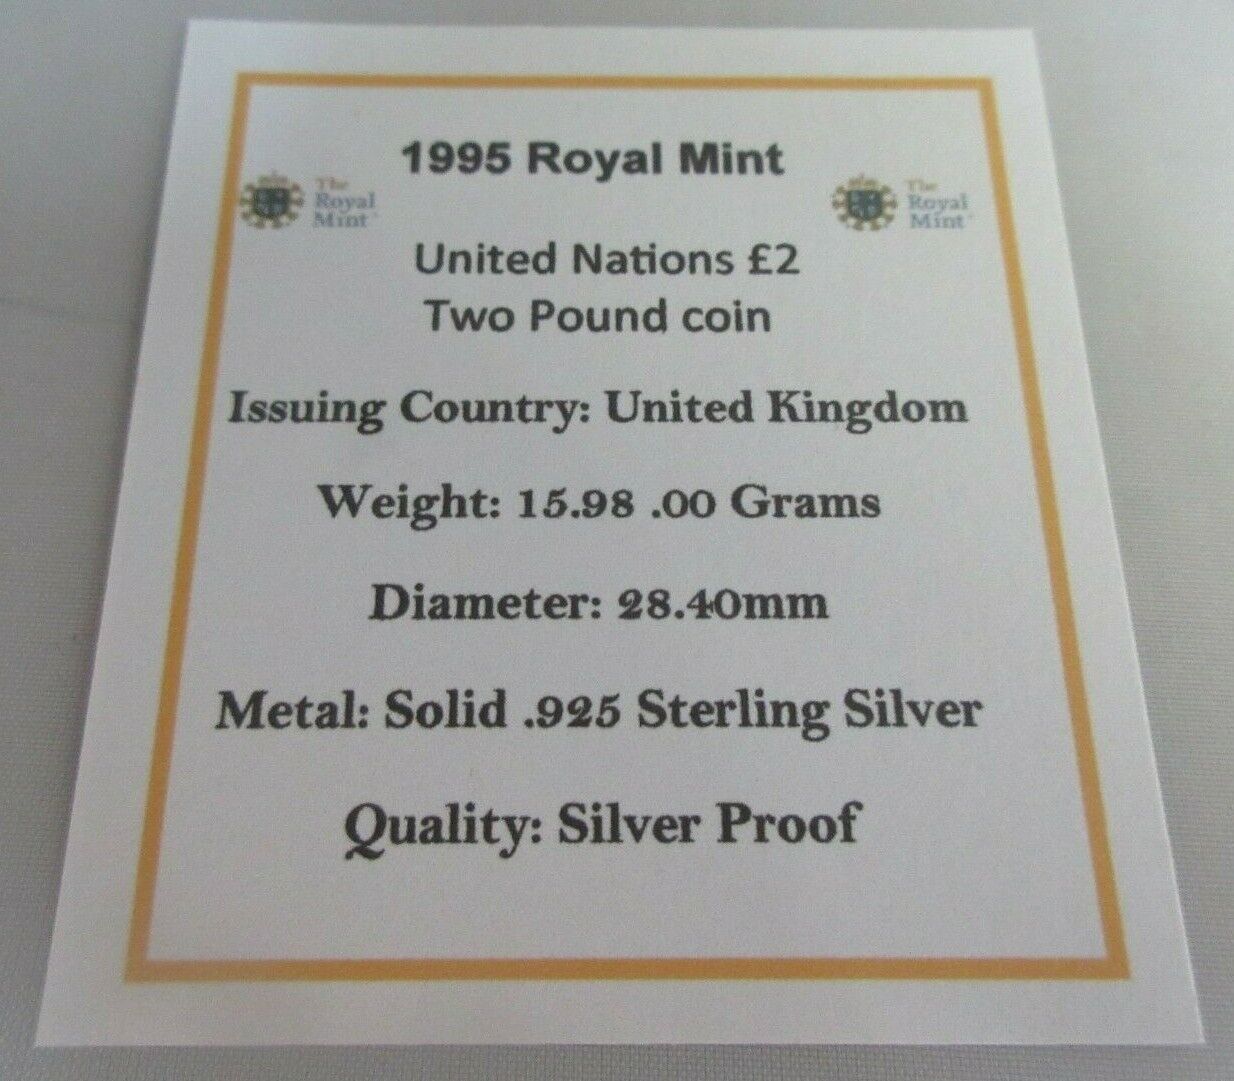 1995 Royal Mint
The
Royal
Mint
The
Royal
Mint
United Nations £2
Two Pound coin
Issuing Country: United Kingdom
Weight: 15.98 .00 Grams
Diameter: 28.40mm
Metal: Solid .925 Sterling Silver
Quality: Silver Proof